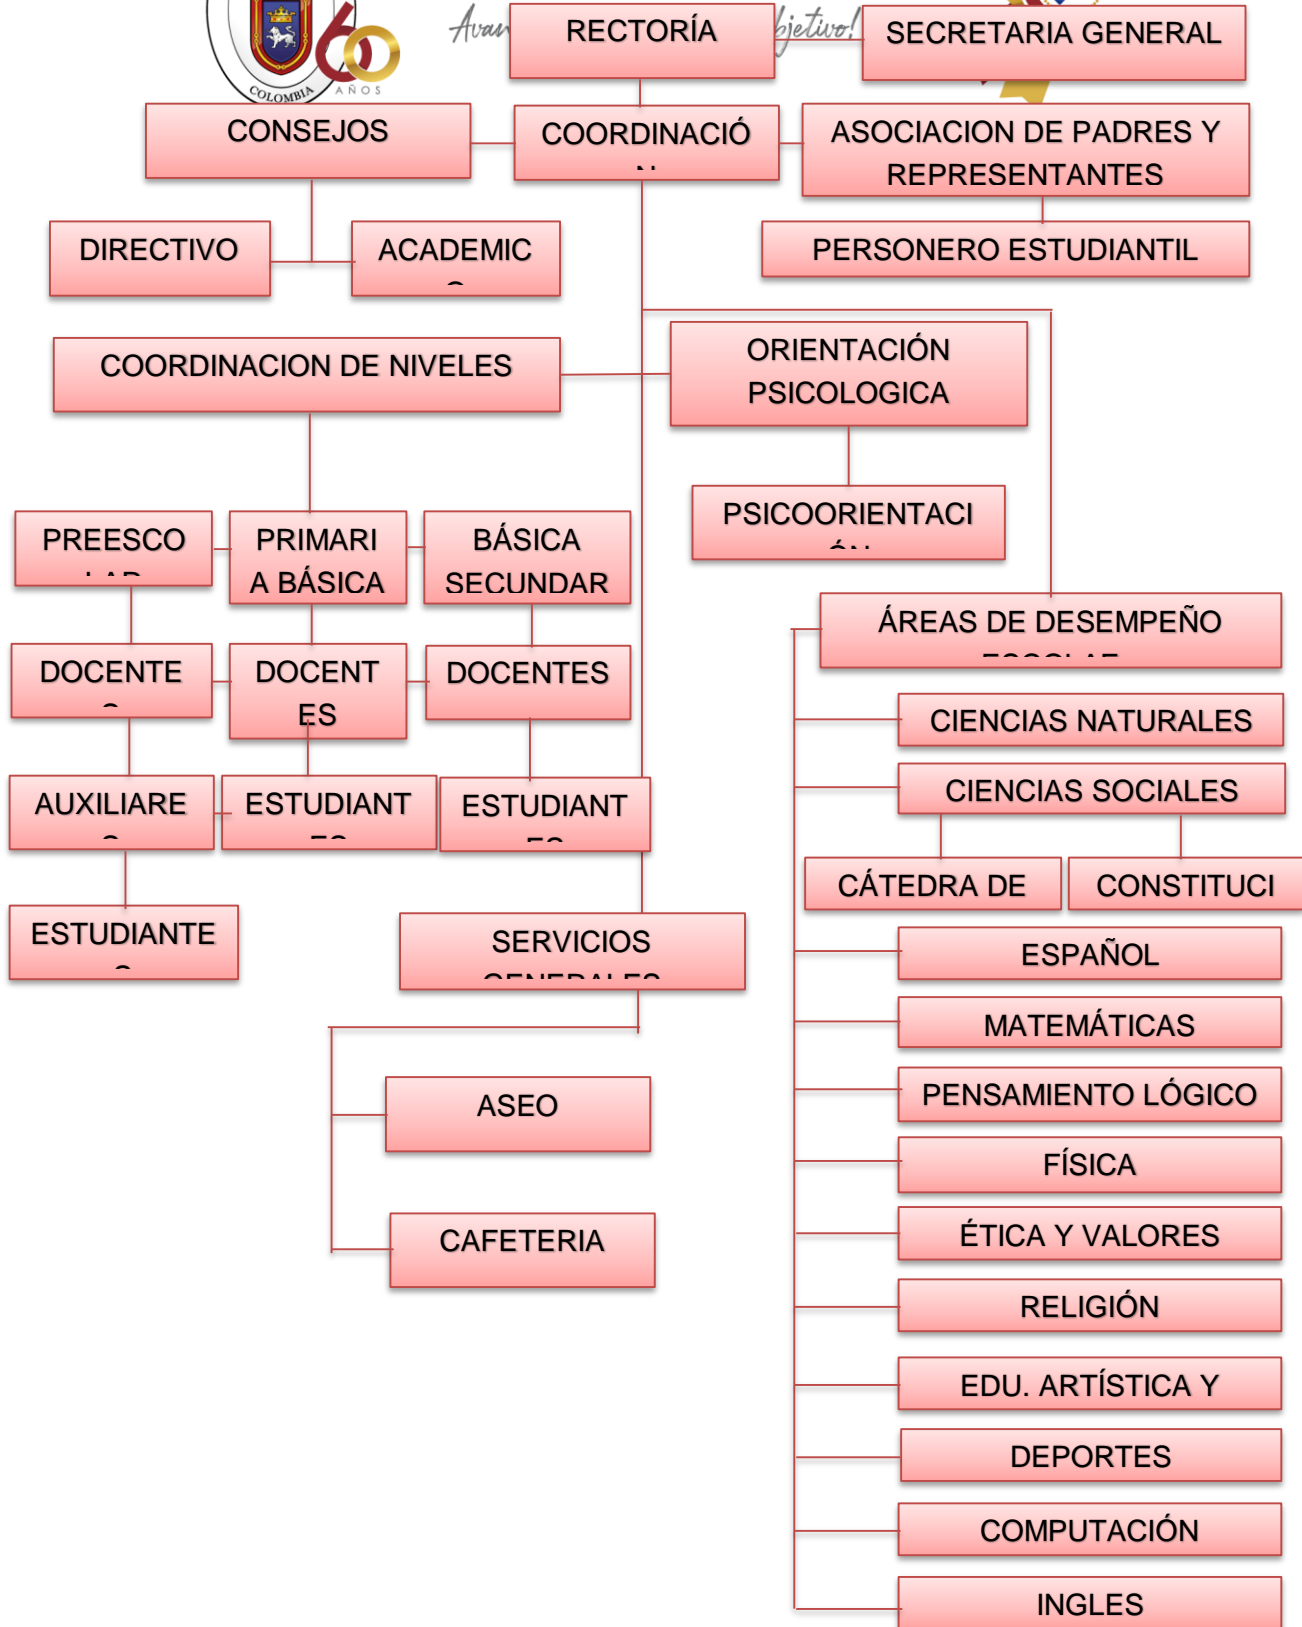 COLOMBIA
60
AÑOS
RECTORÍA
SECRETARIA GENERAL
CONSEJOS
COORDINACIÓ
ASOCIACION DE PADRES Y
REPRESENTANTES
DIRECTIVO
ACADEMIC
PERSONERO ESTUDIANTIL
COORDINACION DE NIVELES
ORIENTACIÓN
PSICOLOGICA
PSICOORIENTACI
PREESCO
PRIMARI
A BÁSICA
BÁSICA
SECUNDAR
ÁREAS DE DESEMPEÑO
DOCENTE
DOCENT
ES
DOCENTES
CIENCIAS NATURALES
AUXILIARE
ESTUDIANT
ESTUDIANT
CIENCIAS SOCIALES
CÁTEDRA DE
CONSTITUCI
ESTUDIANTE
SERVICIOS
GENERALES
ESPAÑOL
MATEMÁTICAS
ASEO
PENSAMIENTO LÓGICO
FÍSICA
CAFETERIA
ÉTICA Y VALORES
RELIGIÓN
EDU. ARTÍSTICA Y
DEPORTES
COMPUTACIÓN
INGLES